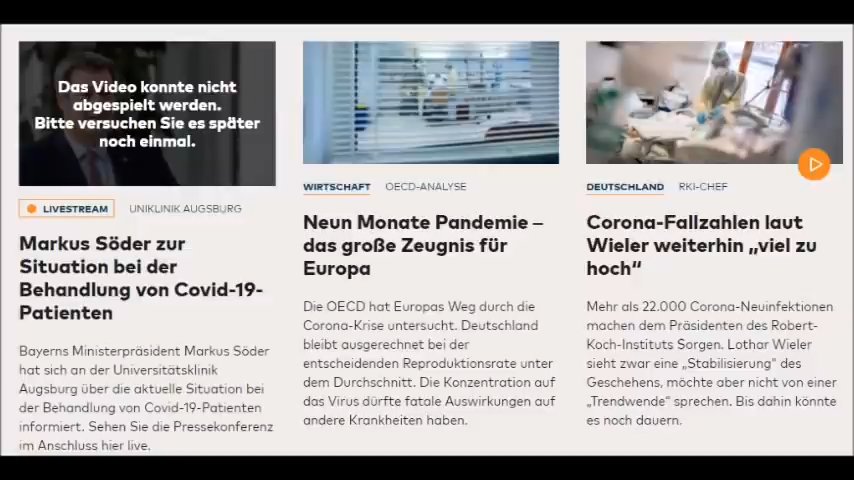 Das Video konnte nicht
abgespielt werden.
Bitte versuchen Sie es später
noch einmal.
LIVESTREAM UNIKLINIK AUGSBURG
Markus Söder zur
Situation bei der
Behandlung von Covid-19-
Patienten
Bayerns Ministerpräsident Markus Söder
hat sich an der Universitätsklinik
Augsburg über die aktuelle Situation bei
der Behandlung von Covid-19-Patienten
informiert. Sehen Sie die Pressekonferenz
im Anschluss hier live.
WIRTSCHAFT OECD-ANALYSE
Neun Monate Pandemie –
das große Zeugnis für
Europa
Die OECD hat Europas Weg durch die
Corona-Krise untersucht. Deutschland
bleibt ausgerechnet bei der
entscheidenden Reproduktionsrate unter
dem Durchschnitt. Die Konzentration auf
das Virus dürfte fatale Auswirkungen auf
andere Krankheiten haben.
DEUTSCHLAND RKI-CHEF
Corona-Fallzahlen laut
Wieler weiterhin „viel zu
hoch“
Mehr als 22.000 Corona-Neuinfektionen
machen dem Präsidenten des Robert-
Koch-Instituts Sorgen. Lothar Wieler
sieht zwar eine „Stabilisierung“ des
Geschehens, möchte aber nicht von einer
„Trendwende“ sprechen. Bis dahin könnte
es noch dauern.